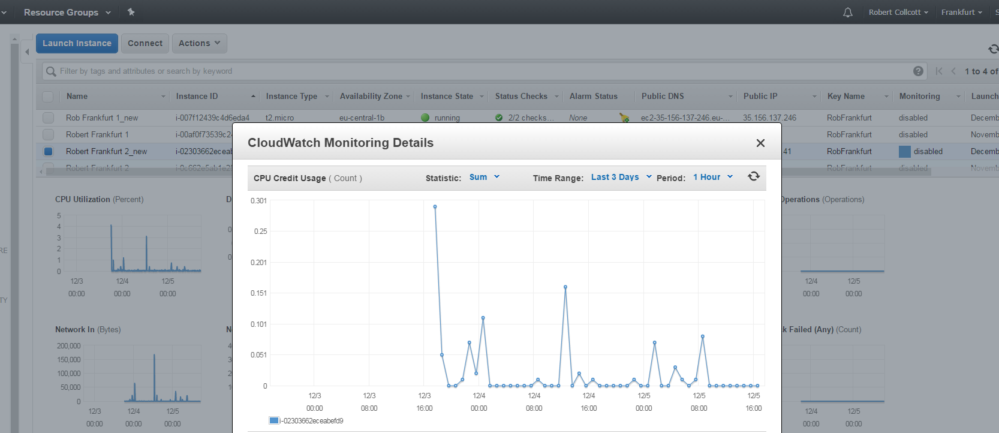 Resource Groups
Robert Collcott
Frankfurt
S
Launch Instance
Connect
Actions
Filter by tags and attributes or search by keyword
1 to 4 of
Name
Instance ID
Instance Type
Availability Zone
Instance State
Status Checks
Alarm Status
Public DNS
Public IP
Key Name
Monitoring
Launch
Rob Frankfurt 1_new
i-007f12439c4d6eda4
t2.micro
eu-central-1b
running
2/2 checks...
None
ec2-35-156-137-246.eu-...
35.156.137.246
RobFrankfurt
disabled
Decemb
Robert Frankfurt 1
i-00af0f73539c2
RobFrankfurt
disabled
Novem
Robert Frankfurt 2_new
i-02303662eceab
41
RobFrankfurt
disabled
Decemb
Robert Frankfurt 2
i-0c662e5ab1e2
RobFrankfurt
disabled
Novem
CloudWatch Monitoring Details
CPU Credit Usage ( Count )
Statistic:
Sum
Time Range:
Last 3 Days
Period:
1 Hour
0.301
0.25
0.201
0.151
0.101
0.051
0
12/3 12/3 12/3 12/4 12/4 12/4 12/5 12/5 12/5
00:00 08:00 16:00 00:00 08:00 16:00 00:00 08:00 16:00
i-02303662eceabefd9
RE
TY
CPU Utilization (Percent)
5
4
3
2
1
0
12/3 12/4 12/5
00:00 00:00 00:00
Network In (Bytes)
200,000
150,000
100,000
50,000
0
12/3 12/4 12/5
00:00 00:00 00:00
D
0
0
N
4
3
2
1
Operations (Operations)
12/4 12/5
00:00 00:00
k Failed (Any) (Count)
12/4 12/5
00:00 00:00